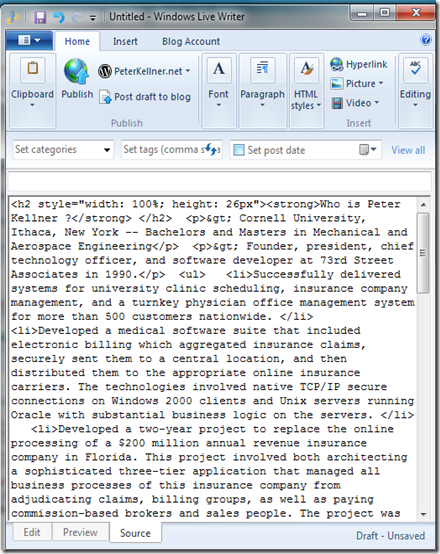 Untitled - Windows Live Writer
Home Insert Blog Account
Clipboard
Publish
PeterKellner.net
Post draft to blog
Publish
Font
Paragraph
HTML styles
Hyperlink
Picture
Video
Insert
ABC
Editing
Set categories
Set tags (comma s
Set post date
View all
<h2 style="width: 100%; height: 26px"><strong>Who is Peter
Kellner ?</strong> </h2> <p>&gt; Cornell University,
Ithaca, New York -- Bachelors and Masters in Mechanical and
Aerospace Engineering</p> <p>&gt; Founder, president, chief
technology officer, and software developer at 73rd Street
Associates in 1990.</p> <ul> <li>Successfully delivered
systems for university clinic scheduling, insurance company
management, and a turnkey physician office management system
for more than 500 customers nationwide. </li>
<li>Developed a medical software suite that included
electronic billing which aggregated insurance claims,
securely sent them to a central location, and then
distributed them to the appropriate online insurance
carriers. The technologies involved native TCP/IP secure
connections on Windows 2000 clients and Unix servers running
Oracle with substantial business logic on the servers. </li>
<li>Developed a two-year project to replace the online
processing of a $200 million annual revenue insurance
company in Florida. This project involved both architecting
a sophisticated three-tier application that managed all
business processes of this insurance company from
adjudicating claims, billing groups, as well as paying
commission-based brokers and sales people. The project was
Edit Preview Source
Draft - Unsaved